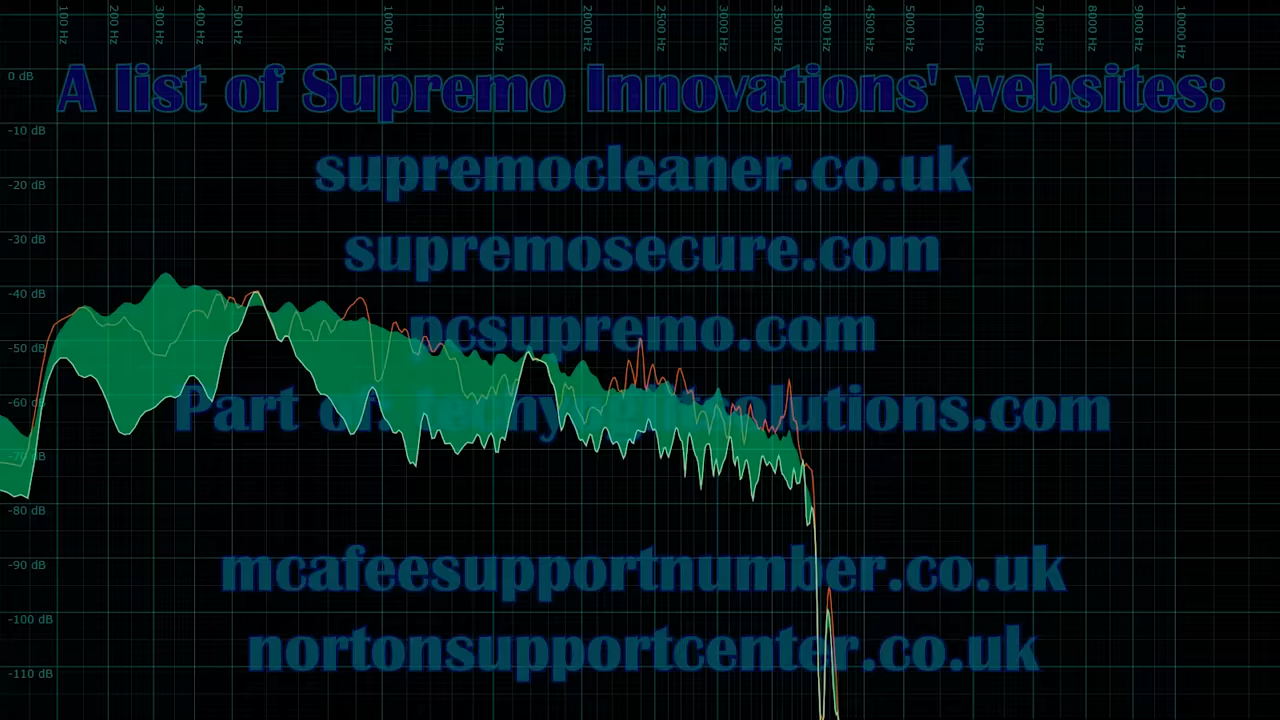 100 Hz 200 Hz 300 Hz 400 Hz 500 Hz 1000 Hz 1500 Hz 2000 Hz 2500 Hz 3000 Hz 3500 Hz 4000 Hz 4500 Hz 5000 Hz 6000 Hz 7000 Hz 8000 Hz 9000 Hz 10000 Hz
0 dB
A list of Supremo Innovations' websites:
-10 dB
supremocleaner.co.uk
-20 dB
-30 dB
supremosecure.com
-40 dB
pcsupremo.com
-50 dB
-60 dB
Part of:
-70 dB
-80 dB
-90 dB
mcafeesupportnumber.co.uk
-100 dB
nortonsupportcenter.co.uk
-110 dB